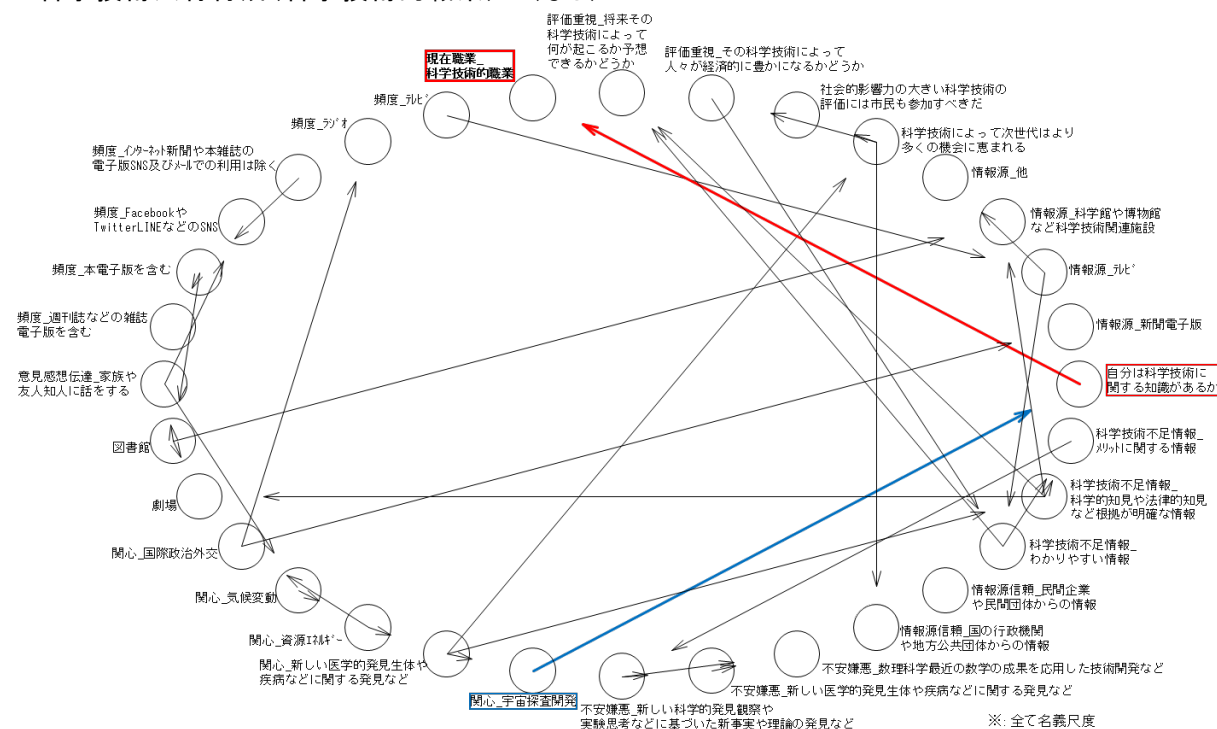 評価重視_将来その
科学技術によって
何が起こるか予想
できるかどうか
評価重視_その科学技術によって
人々が経済的に豊かになるかどうか
現在職業_
科学技術的職業
社会的影響力の大きい科学技術の
評価には市民も参加すべきだ
頻度_ﾃﾚﾋﾞ
頻度_ﾗｼﾞｵ
科学技術によって次世代はより
多くの機会に恵まれる
頻度_ｲﾝﾀｰﾈｯﾄ新聞や本雑誌の
電子版SNS及びﾒｰﾙでの利用は除く
情報源_他
頻度_Facebookや
TwitterLINEなどのSNS
情報源_科学館や博物館
など科学技術関連施設
頻度_本電子版を含む
情報源_ﾃﾚﾋﾞ
頻度_週刊誌などの雑誌
電子版を含む
情報源_新聞電子版
意見感想伝達_家族や
友人知人に話をする
自分は科学技術に
関する知識があるか
図書館
科学技術不足情報_
ﾒﾘｯﾄに関する情報
劇場
科学技術不足情報_
科学的知見や法律的知見
など根拠が明確な情報
関心_国際政治外交
科学技術不足情報_
わかりやすい情報
関心_気候変動
情報源信頼_民間企業
や民間団体からの情報
関心_資源ｴﾈﾙｷﾞｰ
情報源信頼_国の行政機関
や地方公共団体からの情報
関心_新しい医学的発見生体や
疾病などに関する発見など
不安嫌悪_数理科学最近の数学の成果を応用した技術開発など
不安嫌悪_新しい医学的発見生体や疾病などに関する発見など
関心_宇宙探査開発
不安嫌悪_新しい科学的発見観察や
実験思考などに基づいた新事実や理論の発見など
※: 全て名義尺度